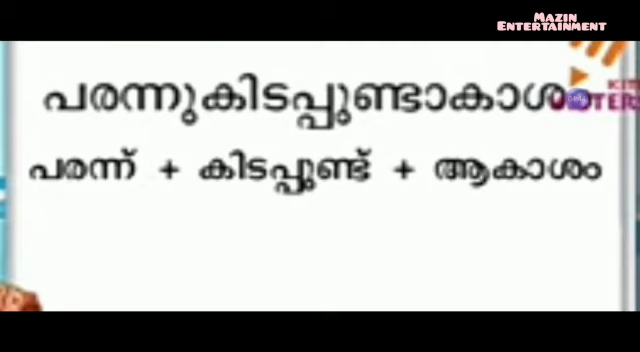 Mazin
Entertainment
പരന്നുകിടപ്പുണ്ടാകാശം
പരന്ന് + കിടപ്പുണ്ട് + ആകാശം